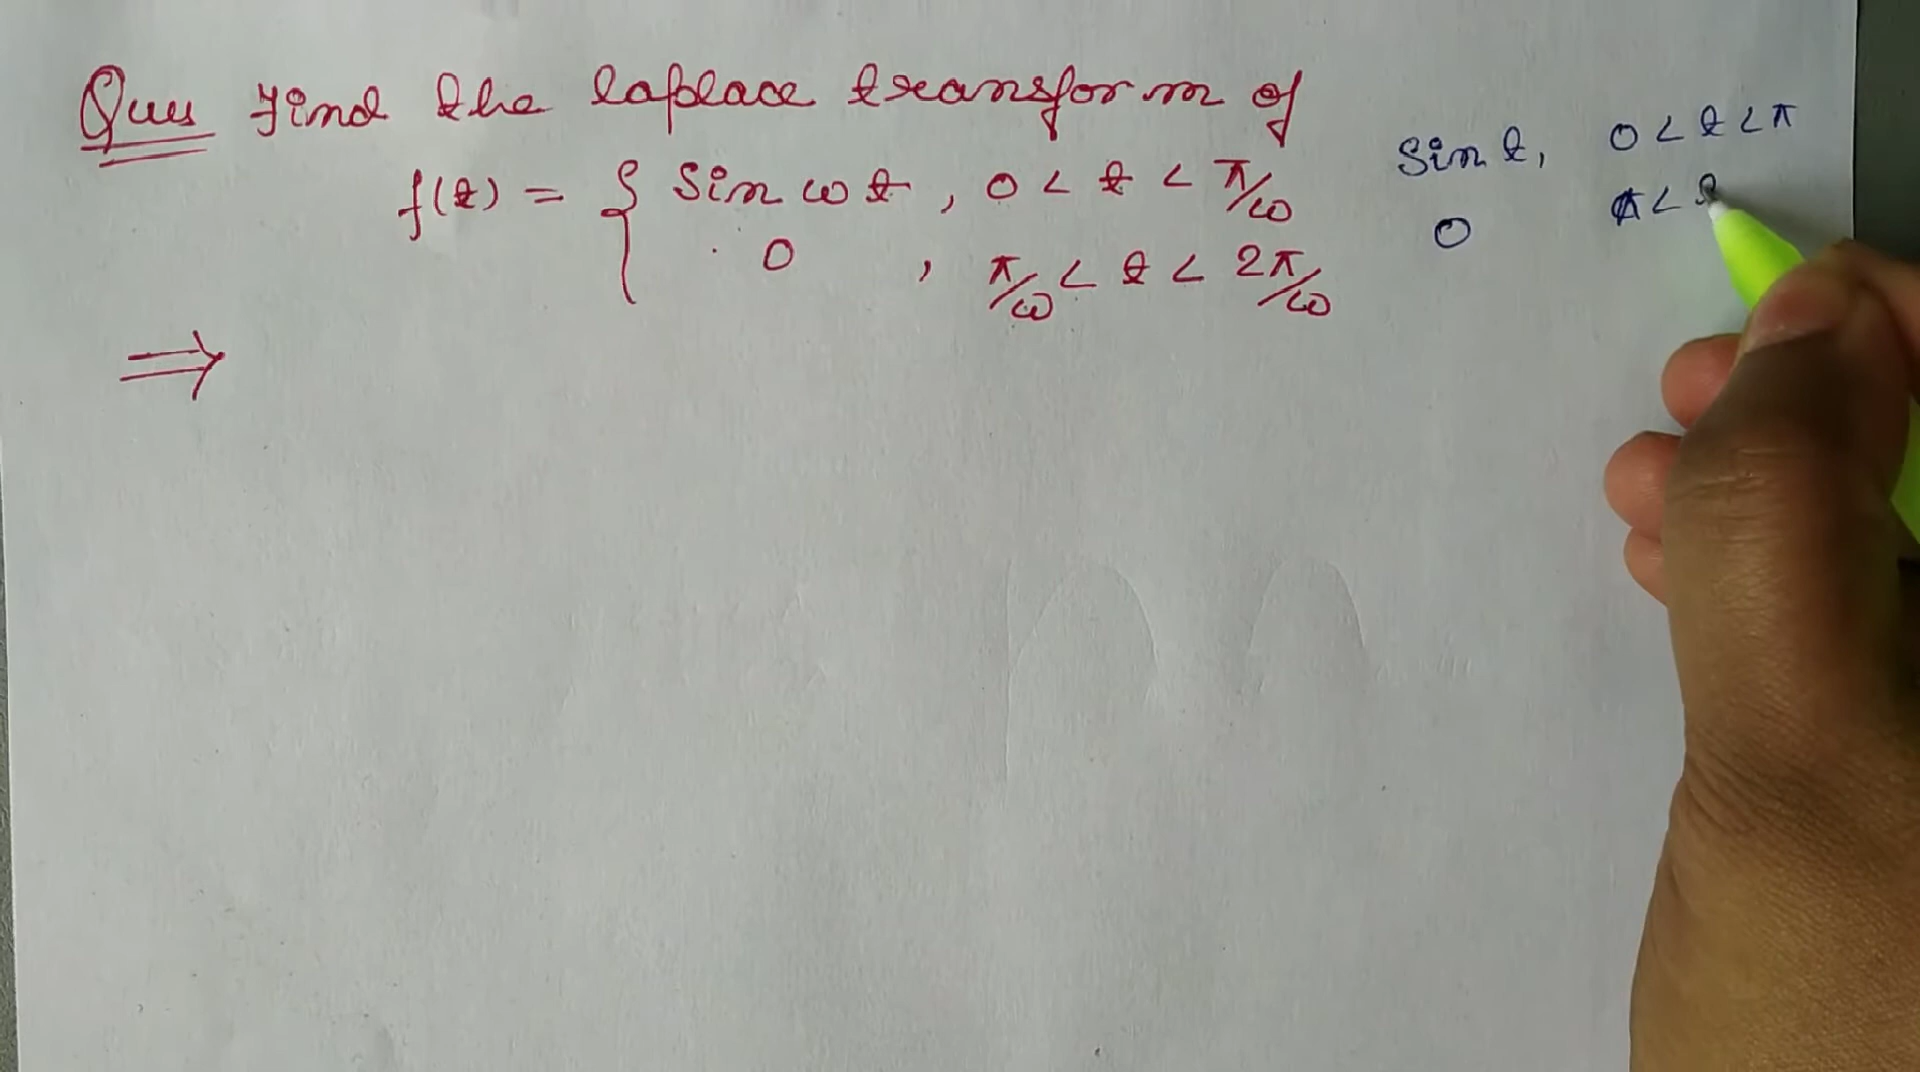 Ques Find the laplace transform of
f(t) = { sin ωt , 0 < t < π/ω
0 , π/ω < t < 2π/ω
⇒
sin t, 0 < t < π
0 π < t